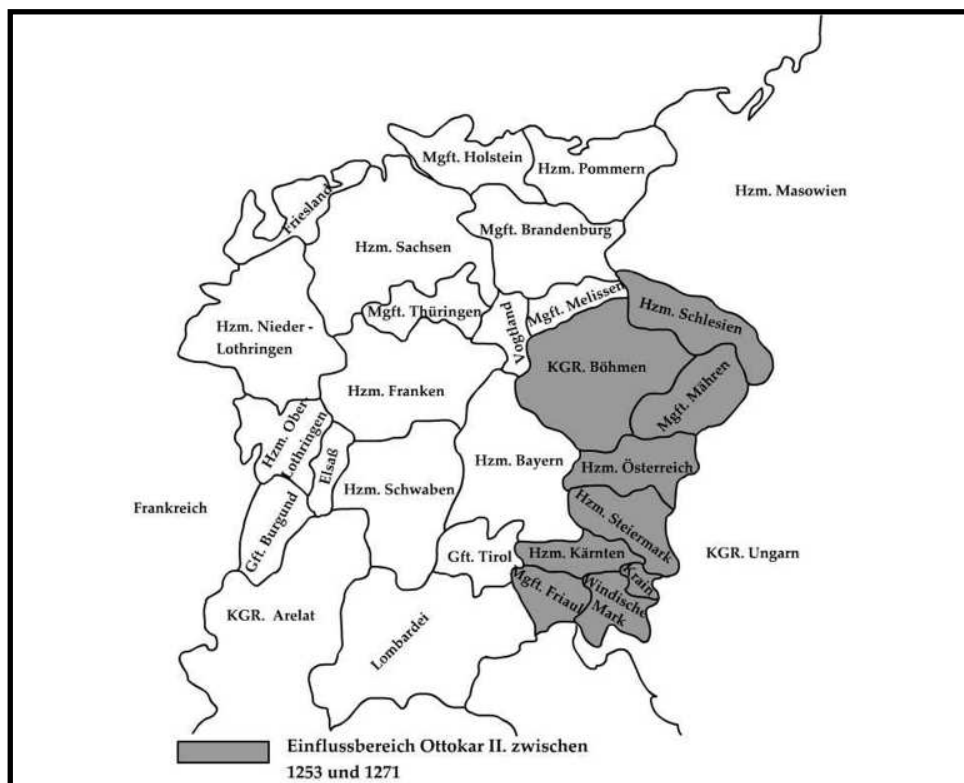 Mgft. Holstein
Hzm. Pommern
Hzm. Masowien
Friesland
Mgft. Brandenburg
Hzm. Sachsen
Mgft. Melissen
Hzm. Schlesien
Mgft. Thüringen
Vogtland
Hzm. Nieder -
Lothringen
KGR. Böhmen
Mgft. Mähren
Hzm. Franken
Hzm. Ober
Lothringen
Elsaß
Hzm. Bayern
Hzm. Österreich
Hzm. Schwaben
Frankreich
Gft. Burgund
Hzm. Steiermark
Gft. Tirol
Hzm. Kärnten
KGR. Ungarn
Krain
Mgft. Friaul
Windische
Mark
KGR. Arelat
Lombardei
Einflussbereich Ottokar II. zwischen
1253 und 1271